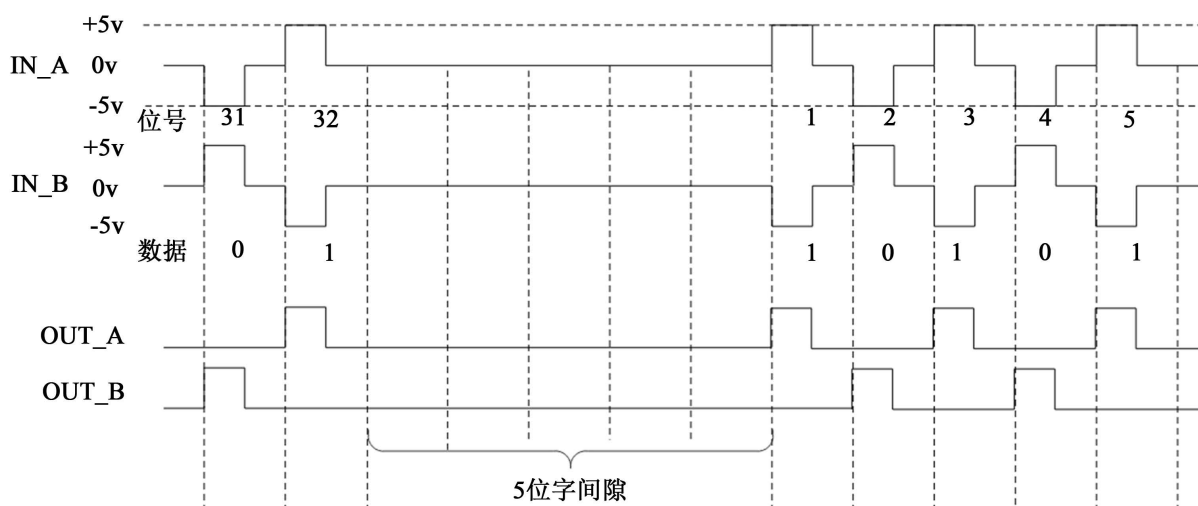 +5v
IN_A 0v
-5v
位号 31 32 1 2 3 4 5
+5v
IN_B 0v
-5v
数据 0 1 1 0 1 0 1
OUT_A
OUT_B
5位字间隙